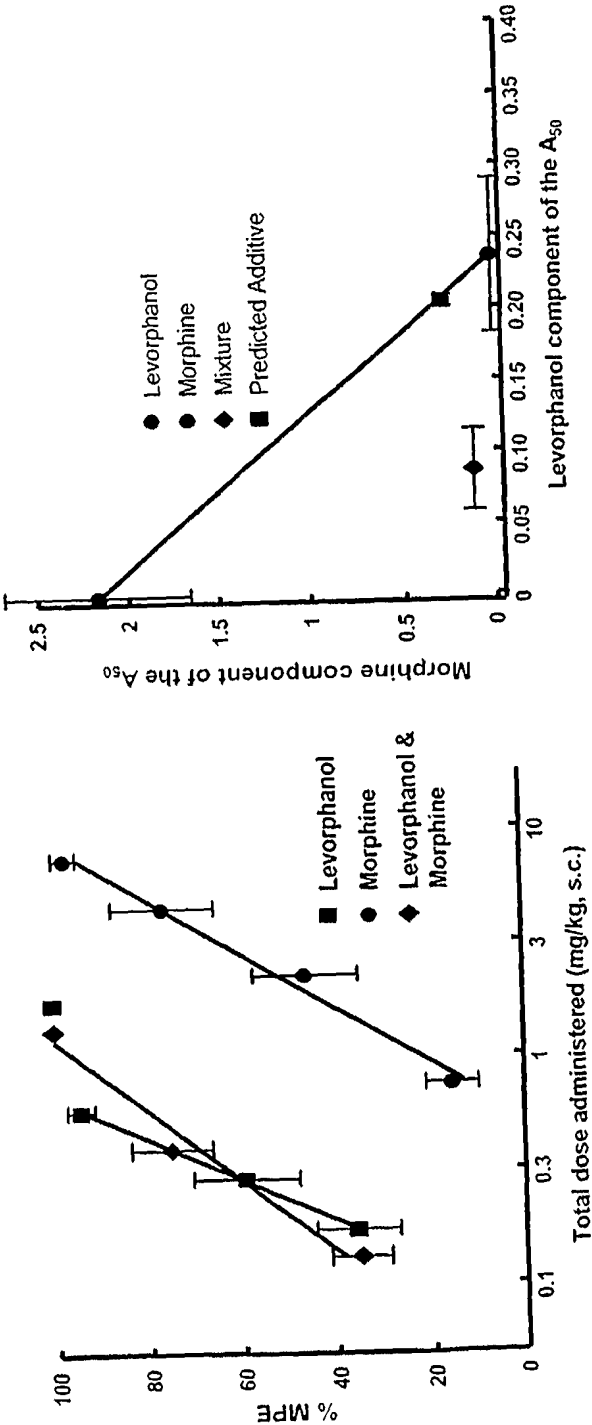 100
80
60
40
20
0
% MPE
0.1
0.3
1
3
10
Total dose administered (mg/kg, s.c.)
Levorphanol
Morphine
Levorphanol &
Morphine
2.5
2
1
0.5
0
Morphine component of the A50
0
0.05
0.10
0.15
0.20
0.25
0.30
0.35
0.40
Levorphanol component of the A50
Levorphanol
Morphine
Mixture
Predicted Additive